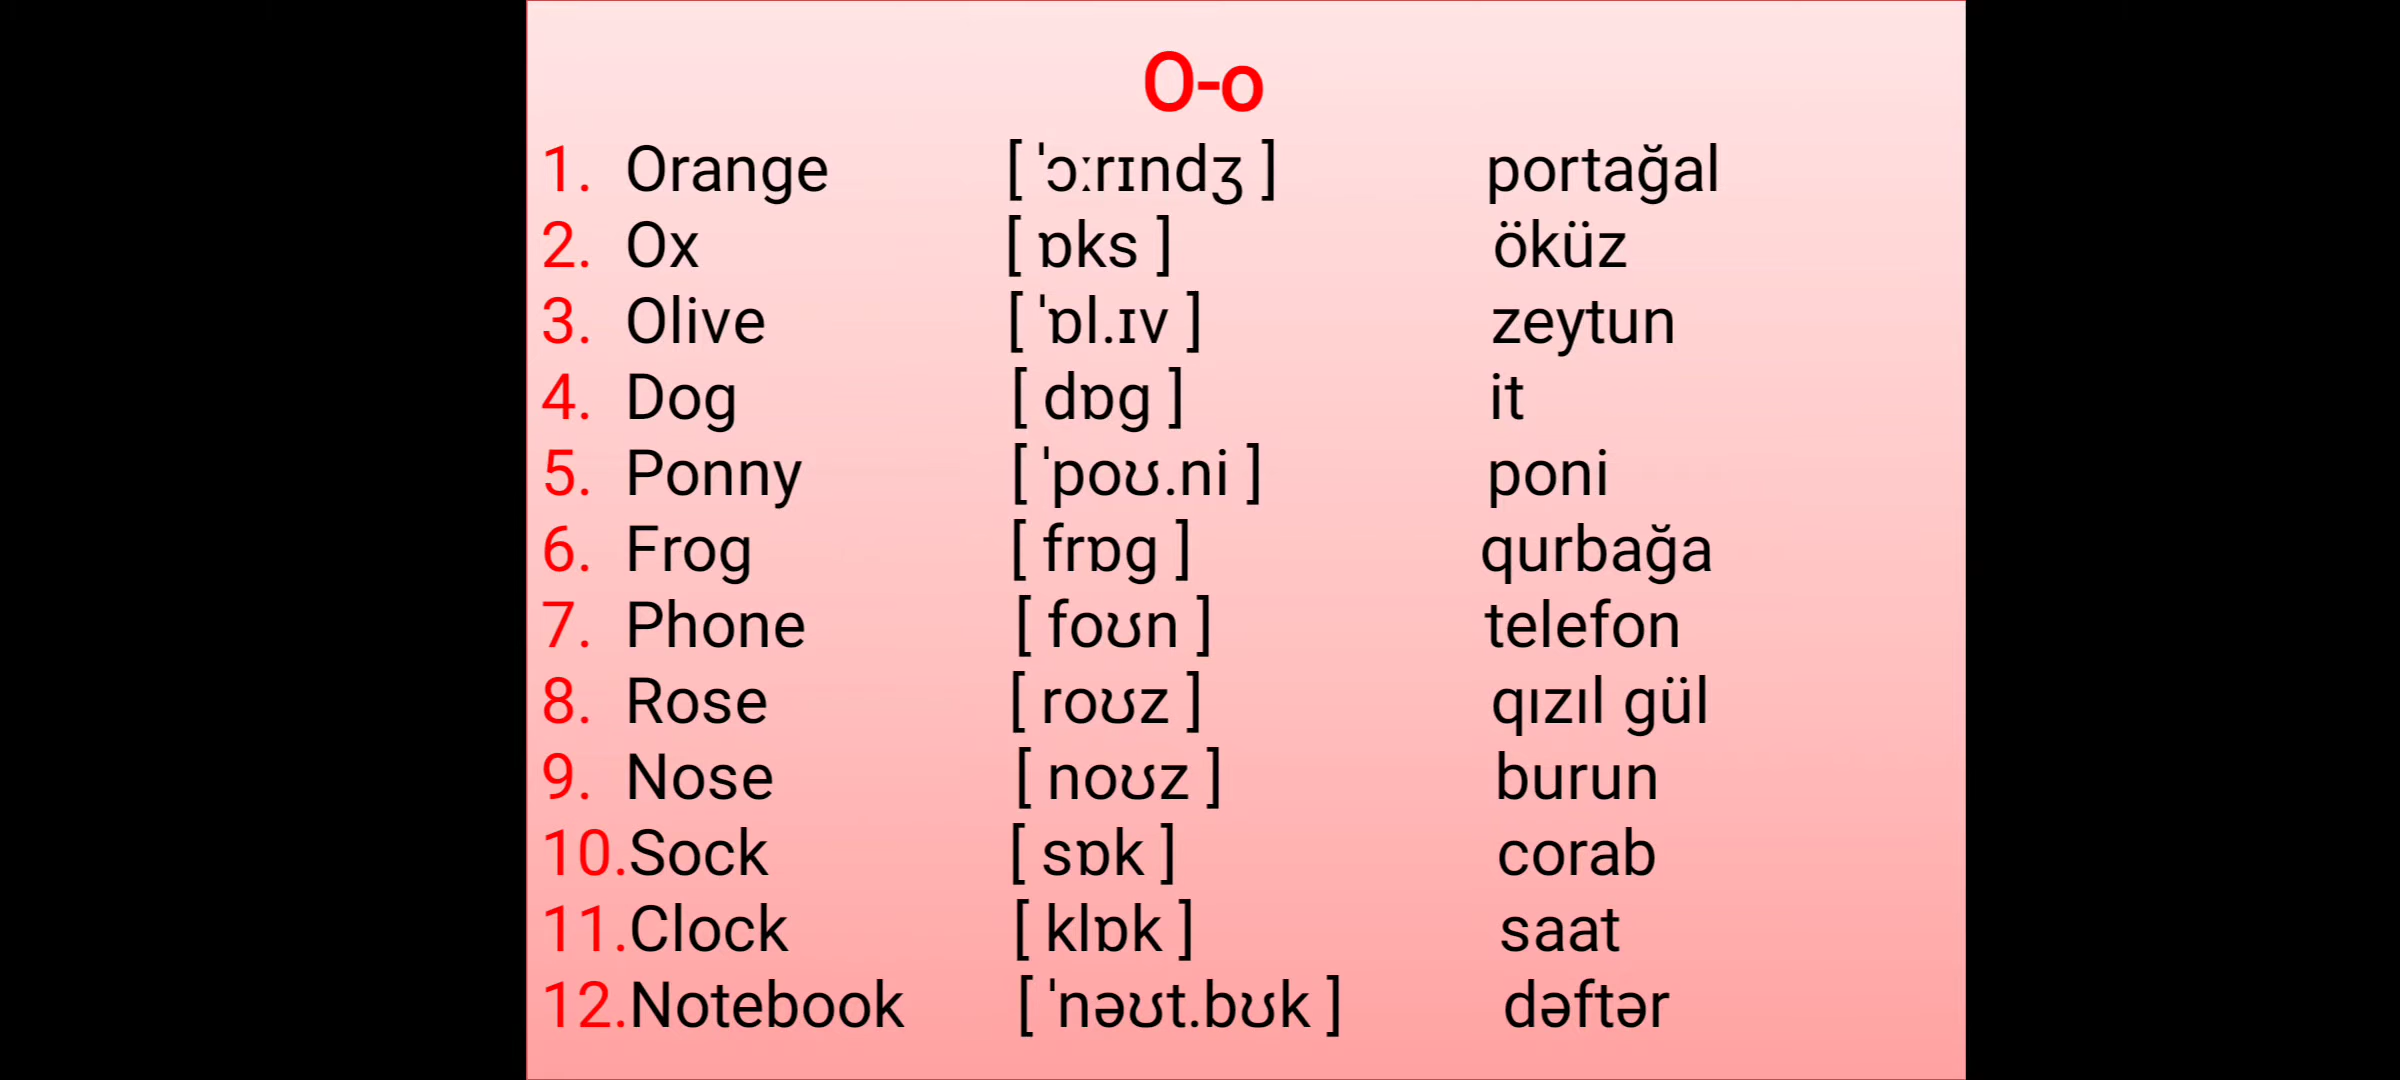 O-o
1. Orange [ ˈɔːrɪndʒ ] portağal
2. Ox [ ɒks ] öküz
3. Olive [ ˈɒl.ɪv ] zeytun
4. Dog [ dɒg ] it
5. Ponny [ ˈpoʊ.ni ] poni
6. Frog [ frɒg ] qurbağa
7. Phone [ foʊn ] telefon
8. Rose [ roʊz ] qızıl gül
9. Nose [ noʊz ] burun
10.Sock [ sɒk ] corab
11.Clock [ klɒk ] saat
12.Notebook [ ˈnəʊt.bʊk ] dəftər